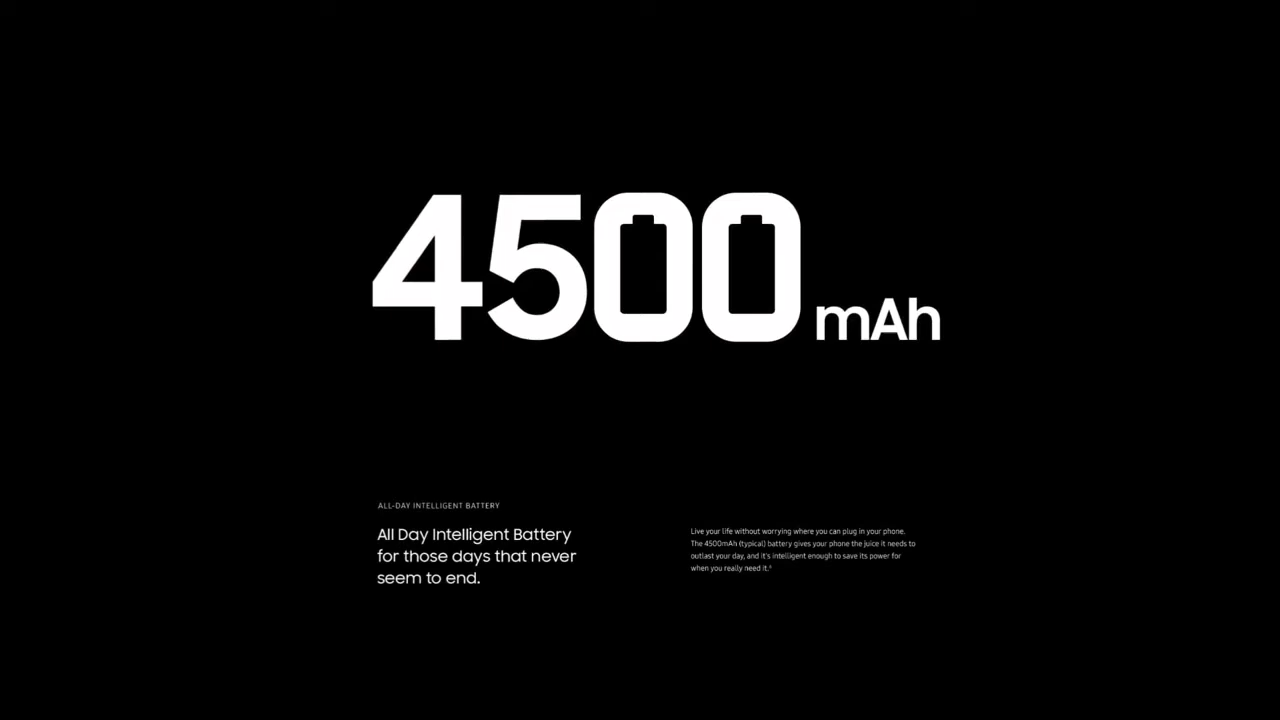 4500 mAh
ALL-DAY INTELLIGENT BATTERY
All Day Intelligent Battery
for those days that never
seem to end.
Live your life without worrying where you can plug in your phone.
The 4500mAh (typical) battery gives your phone the juice it needs to
outlast your day, and it's intelligent enough to save its power for
when you really need it.